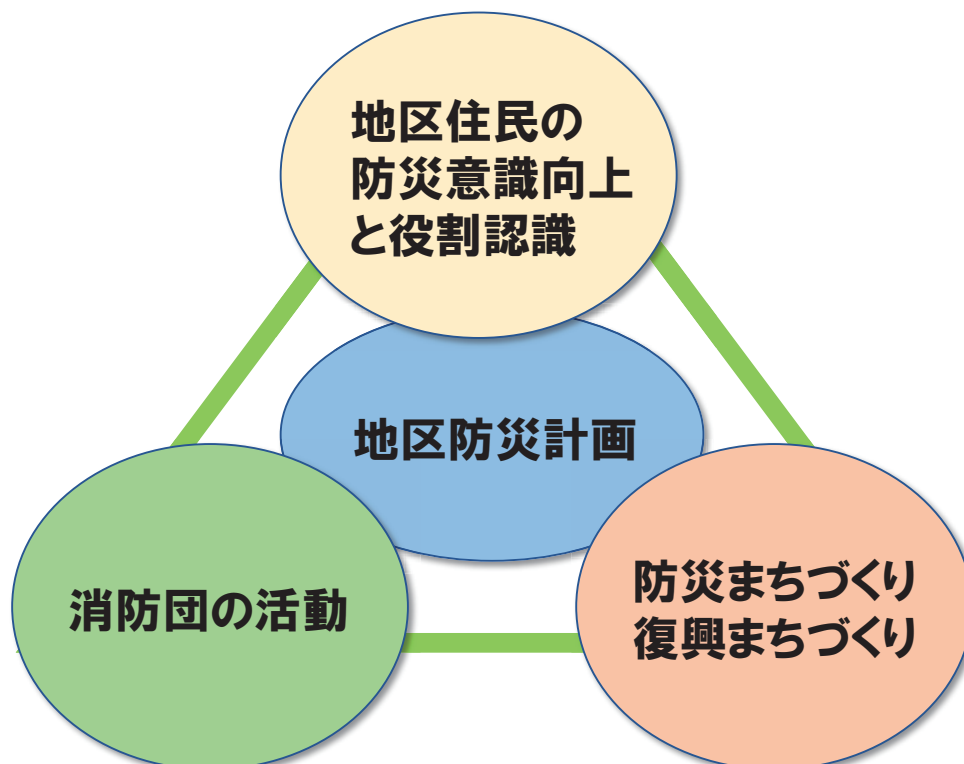 地区住民の
防災意識向上
と役割認識
地区防災計画
消防団の活動
防災まちづくり
復興まちづくり